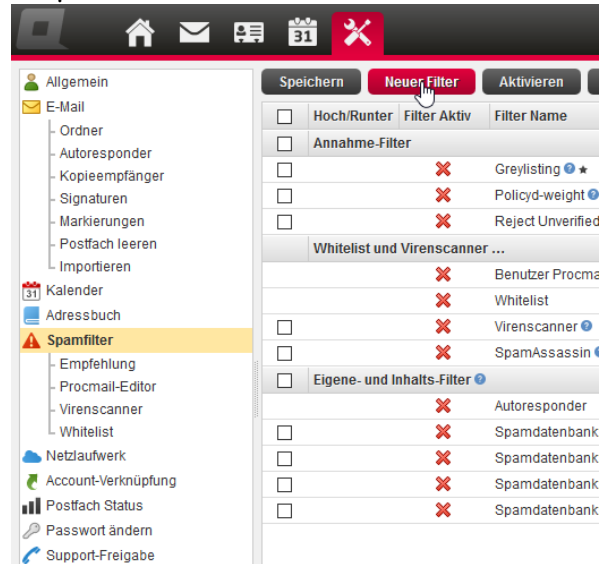 31
Allgemein
E-Mail
Ordner
Autoresponder
Kopieempfänger
Signaturen
Markierungen
Postfach leeren
Importieren
31 Kalender
Adressbuch
Spamfilter
Empfehlung
Procmail-Editor
Virenscanner
Whitelist
Netzlaufwerk
Account-Verknüpfung
Postfach Status
Passwort ändern
Support-Freigabe
Speichern Neuer Filter Aktivieren
Hoch/Runter Filter Aktiv Filter Name
Annahme-Filter
Greylisting ? ★
Policyd-weight ?
Reject Unverified
Whitelist und Virenscanner ...
Benutzer Procma
Whitelist
Virenscanner ?
SpamAssassin
Eigene- und Inhalts-Filter ?
Autoresponder
Spamdatenbank
Spamdatenbank
Spamdatenbank
Spamdatenbank